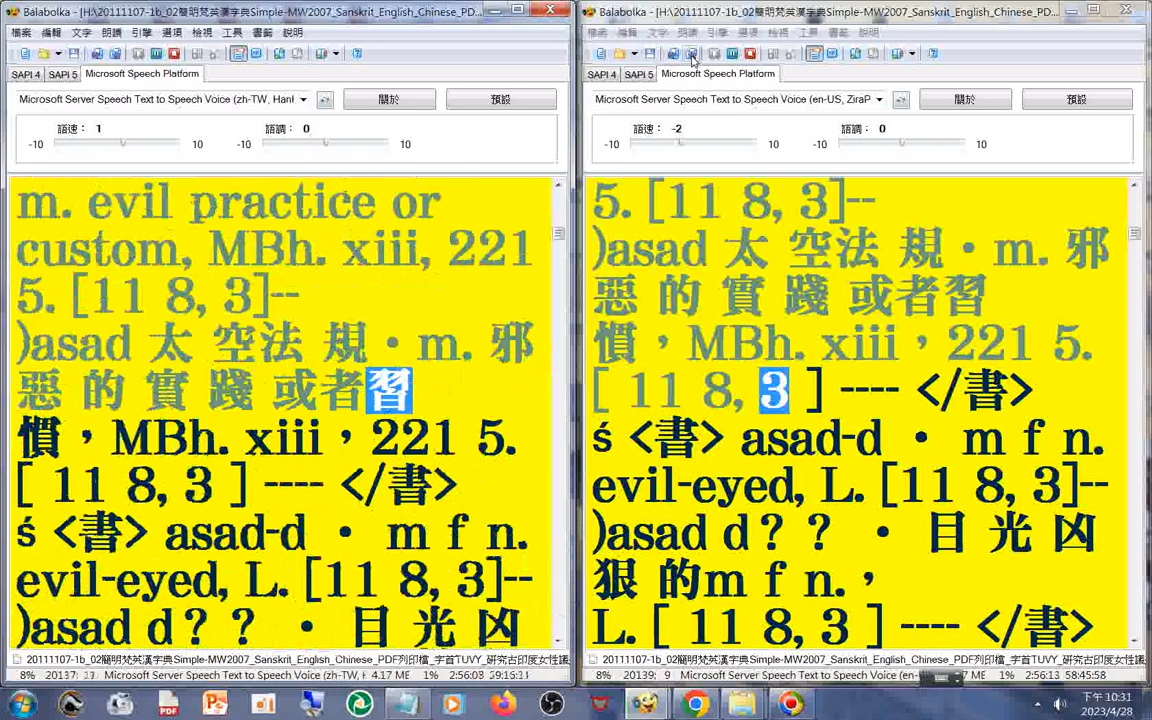 Balabolka - [H:\20111107-1b_02簡明梵英漢字典Simple-MW2007_Sanskrit_English_Chinese_PD...
檔案 編輯 文字 朗讀 引擎 選項 檢視 工具 書籤 說明
SAPI 4 SAPI 5 Microsoft Speech Platform
Microsoft Server Speech Text to Speech Voice (zh-TW, Hanl 關於 預設
語速： 1 語調： 0
-10 10 -10 10
m. evil practice or
custom, MBh. xiii, 221
5. [11 8, 3]--
)asad 太 空法 規・m. 邪
惡 的 實 踐 或者習
慣，MBh. xiii，221 5.
[ 11 8, 3 ] ---- </書>
ś <書> asad-d ・ m f n.
evil-eyed, L. [11 8, 3]--
)asad d？？ ・ 目 光 凶
20111107-1b_02簡明梵英漢字典Simple-MW2007_Sanskrit_English_Chinese_PDF列印檔_字首TUVY_研究古印度女性議
8% 20137: Microsoft Server Speech Text to Speech Voice (zh-TW, H 4.17 ME 1% 2:56:03
Balabolka - [H:\20111107-1b_02簡明梵英漢字典Simple-MW2007_Sanskrit_English_Chinese_PD...
檔案 編輯 文字 朗讀 引擎 選項 檢視 工具 書籤 說明
SAPI 4 SAPI 5 Microsoft Speech Platform
Microsoft Server Speech Text to Speech Voice (en-US, ZiraP 關於 預設
語速： -2 語調： 0
-10 10 -10 10
5. [11 8, 3]--
)asad 太 空法 規・m. 邪
惡 的 實 踐 或者習
慣，MBh. xiii，221 5.
[ 11 8, 3 ] ---- </書>
ś <書> asad-d ・ m f n.
evil-eyed, L. [11 8, 3]--
)asad d？？ ・ 目 光 凶
狠 的m f n.，
L. [ 11 8, 3 ] ---- </書>
20111107-1b_02簡明梵英漢字典Simple-MW2007_Sanskrit_English_Chinese_PDF列印檔_字首TUVY_研究古印度女性議
8% 20139: 9 Microsoft Server Speech Text to Speech Voice (en- 4.17 ME 1% 2:56:13 58:45:58
下午 10:31
2023/4/28